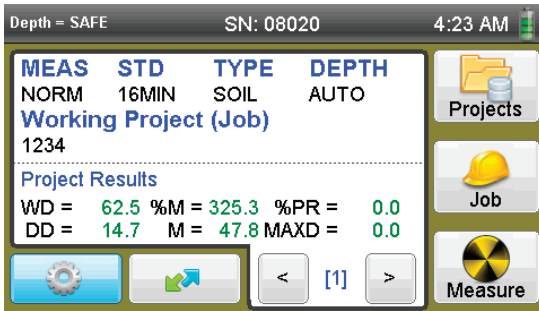 Depth = SAFE SN: 08020 4:23 AM
MEAS STD TYPE DEPTH
NORM 16MIN SOIL AUTO
Working Project (Job)
1234
Project Results
WD = 62.5 %M = 325.3 %PR = 0.0
DD = 14.7 M = 47.8 MAXD = 0.0
< [1] >
Projects
Job
Measure